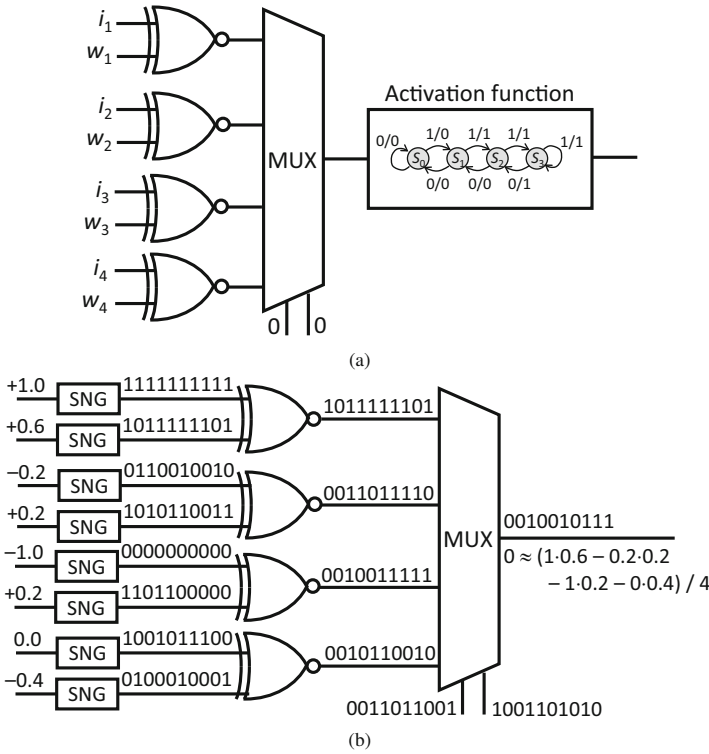 i1
w1
i2
w2
i3
w3
i4
w4
MUX
0 0
Activation function
0/0 1/0 1/1 1/1 1/1
S0 S1 S2 S3
0/0 0/0 0/1
(a)
+1.0 SNG 1111111111
+0.6 SNG 1011111101
1011111101
−0.2 SNG 0110010010
+0.2 SNG 1010110011
0011011110
−1.0 SNG 0000000000
+0.2 SNG 1101100000
0010011111
0.0 SNG 1001011100
−0.4 SNG 0100010001
0010110010
MUX
0011011001 1001101010
0010010111
0 ≈ (1·0.6 – 0.2·0.2
– 1·0.2 – 0·0.4) / 4
(b)